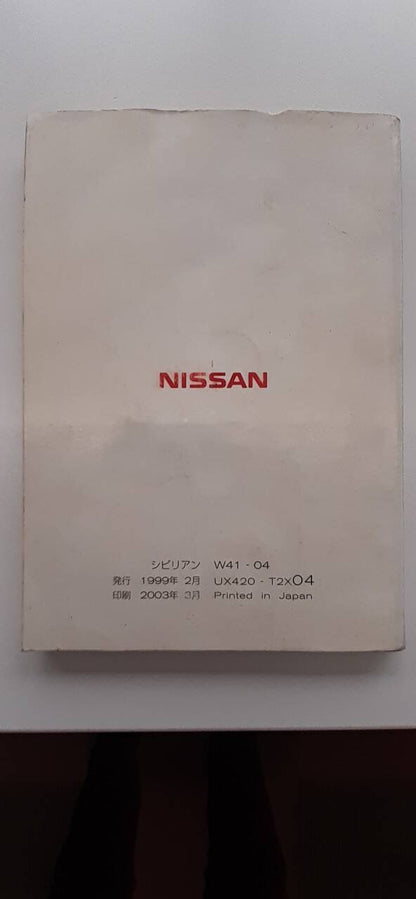 NISSAN
シビリアン W41 - 04
発行 1999年 2月 UX420 - T2X04
印刷 2003年 3月 Printed in Japan